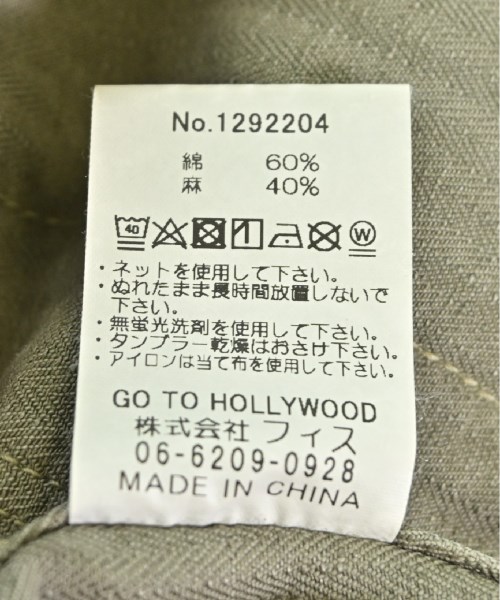 No.1292204
綿 60%
麻 40%
40 W
・ネットを使用して下さい。
・ぬれたまま長時間放置しないで
下さい。
・無蛍光洗剤を使用して下さい。
・タンブラー乾燥はおさけ下さい。
・アイロンは当て布を使用して下さい。
GO TO HOLLYWOOD
株式会社 フィス
06-6209-0928
MADE IN CHINA